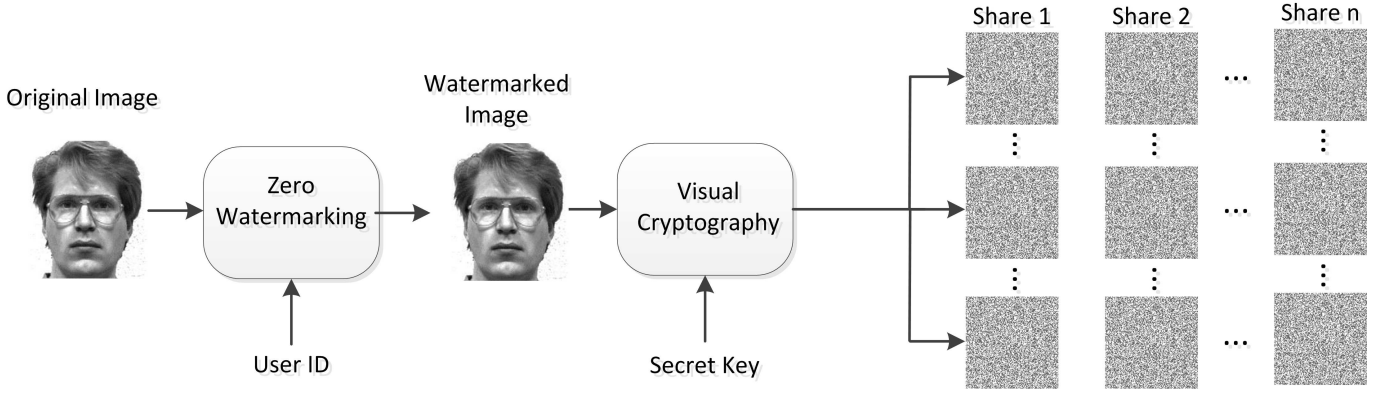 Original Image
Zero
Watermarking
User ID
Watermarked
Image
Visual
Cryptography
Secret Key
Share 1
Share 2
Share n
...
...
...